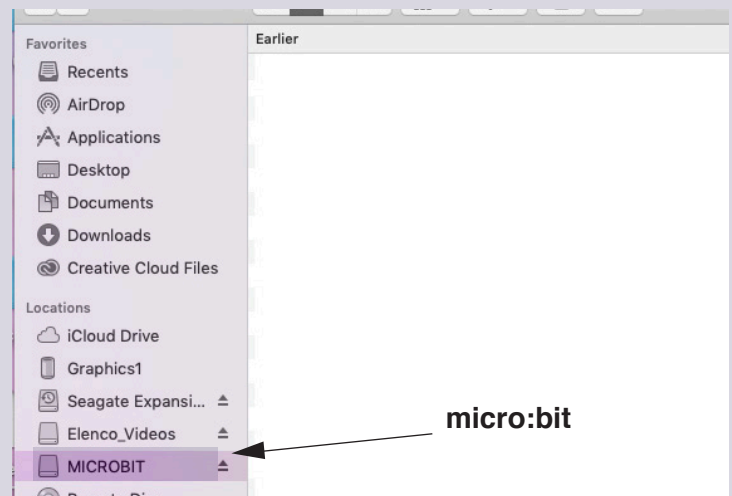 Favorites
Recents
AirDrop
Applications
Desktop
Documents
Downloads
Creative Cloud Files
Locations
iCloud Drive
Graphics1
Seagate Expansi...
Elenco_Videos
MICROBIT
Earlier
micro:bit